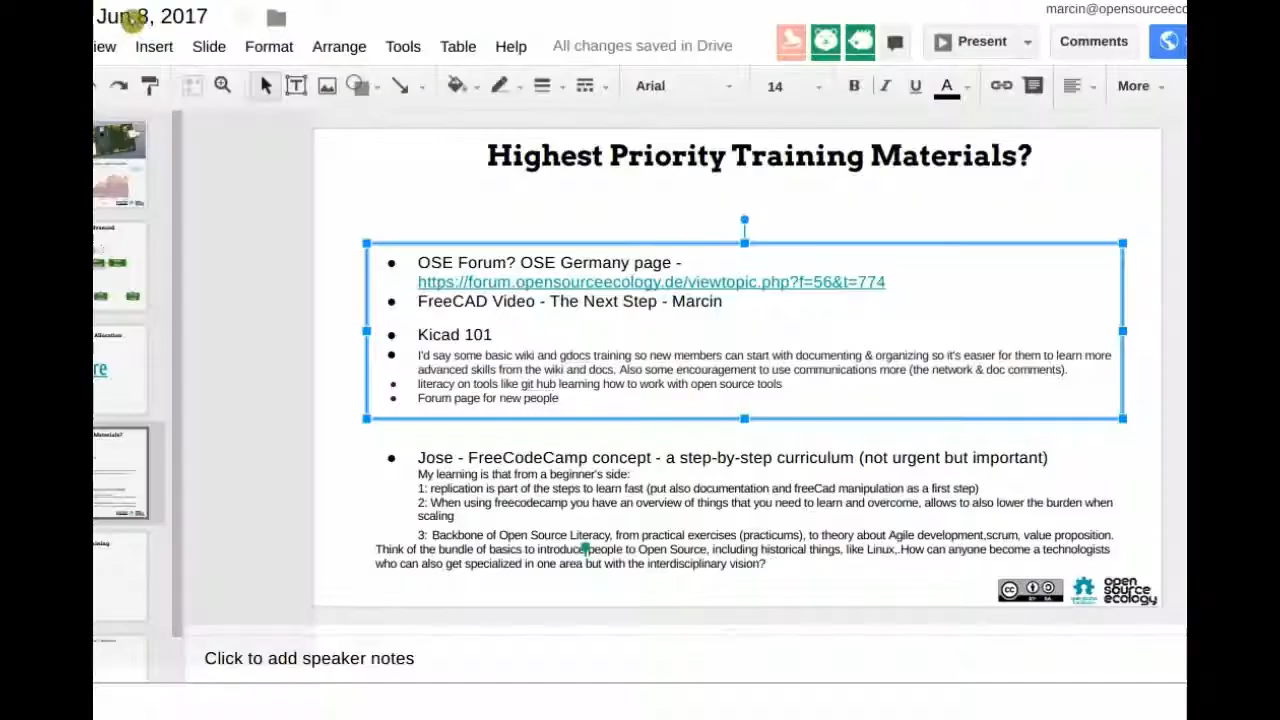 Jun 8, 2017
marcin@opensourceeco
iew Insert Slide Format Arrange Tools Table Help All changes saved in Drive Present Comments
Arial 14 B I U A More
Highest Priority Training Materials?
● OSE Forum? OSE Germany page -
https://forum.opensourceecology.de/viewtopic.php?f=56&t=774
● FreeCAD Video - The Next Step - Marcin
● Kicad 101
● I'd say some basic wiki and gdocs training so new members can start with documenting & organizing so it's easier for them to learn more
advanced skills from the wiki and docs. Also some encouragement to use communications more (the network & doc comments).
● literacy on tools like git hub learning how to work with open source tools
● Forum page for new people
● Jose - FreeCodeCamp concept - a step-by-step curriculum (not urgent but important)
My learning is that from a beginner's side:
1: replication is part of the steps to learn fast (put also documentation and freeCad manipulation as a first step)
2: When using freecodecamp you have an overview of things that you need to learn and overcome, allows to also lower the burden when
scaling
3: Backbone of Open Source Literacy, from practical exercises (practicums), to theory about Agile development,scrum, value proposition.
Think of the bundle of basics to introduce people to Open Source, including historical things, like Linux,.How can anyone become a technologists
who can also get specialized in one area but with the interdisciplinary vision?
cc BY SA
open
source
ecology
Click to add speaker notes
Allocation
re
Materials?